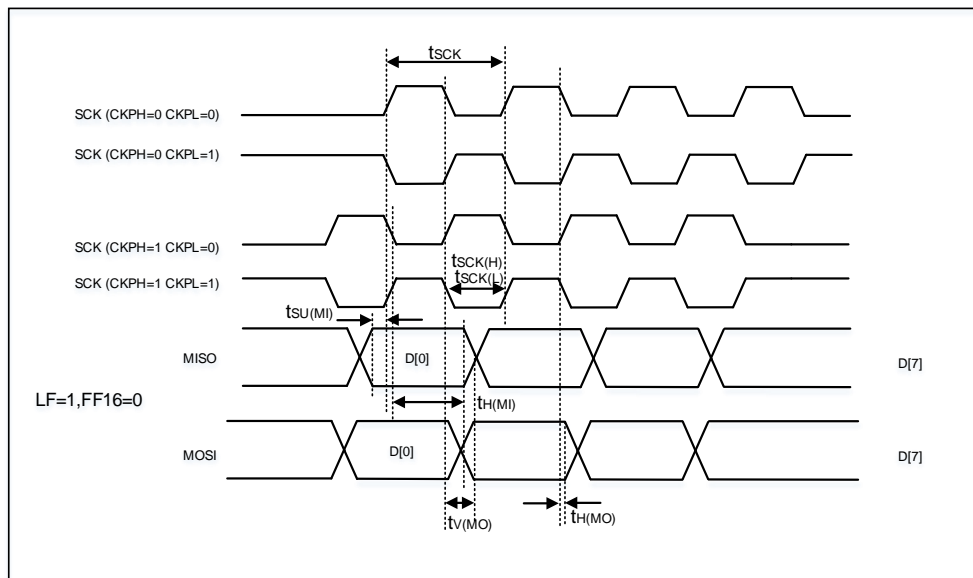 tSCK
SCK (CKPH=0 CKPL=0)
SCK (CKPH=0 CKPL=1)
SCK (CKPH=1 CKPL=0)
tSCK(H)
tSCK(L)
SCK (CKPH=1 CKPL=1)
tSU(MI)
MISO
D[0]
D[7]
LF=1,FF16=0
tH(MI)
MOSI
D[0]
D[7]
tV(MO)
tH(MO)